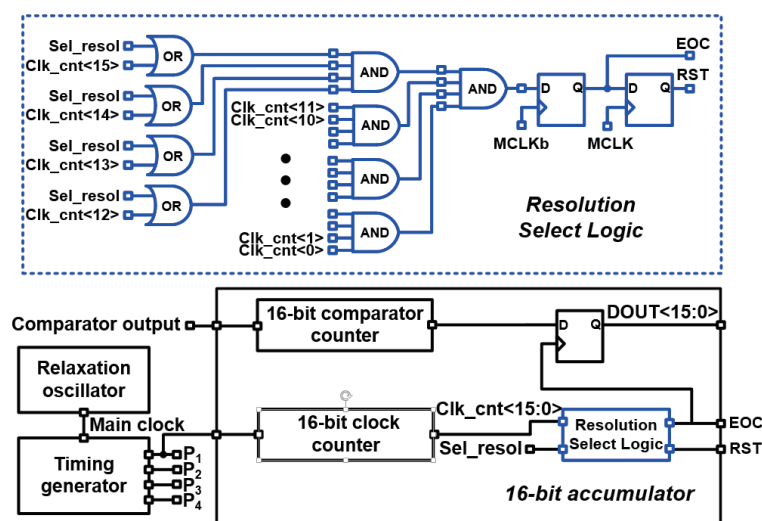 Sel_resol
Clk_cnt<15>
OR
Sel_resol
Clk_cnt<14>
OR
Sel_resol
Clk_cnt<13>
OR
Sel_resol
Clk_cnt<12>
OR
AND
Clk_cnt<11>
Clk_cnt<10>
AND
AND
Clk_cnt<1>
Clk_cnt<0>
AND
AND
D Q
MCLKb
D Q
MCLK
EOC
RST
Resolution
Select Logic
Comparator output
16-bit comparator
counter
D Q
DOUT<15:0>
Relaxation
oscillator
Main clock
Timing
generator
P1
P2
P3
P4
16-bit clock
counter
Clk_cnt<15:0>
Sel_resol
Resolution
Select Logic
EOC
RST
16-bit accumulator